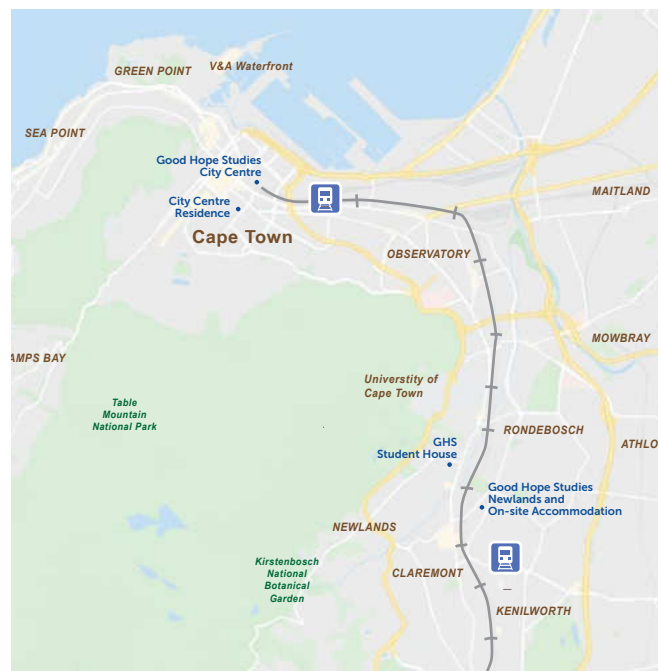 V&A Waterfront
GREEN POINT
SEA POINT
Good Hope Studies
City Centre
MAITLAND
City Centre
Residence
Cape Town
OBSERVATORY
MOWBRAY
AMPS BAY
Universtity of
Cape Town
Table
Mountain
National Park
RONDEBOSCH
ATHLO
GHS
Student House
Good Hope Studies
Newlands and
On-site Accommodation
NEWLANDS
Kirstenbosch
National
Botanical
Garden
CLAREMONT
KENILWORTH